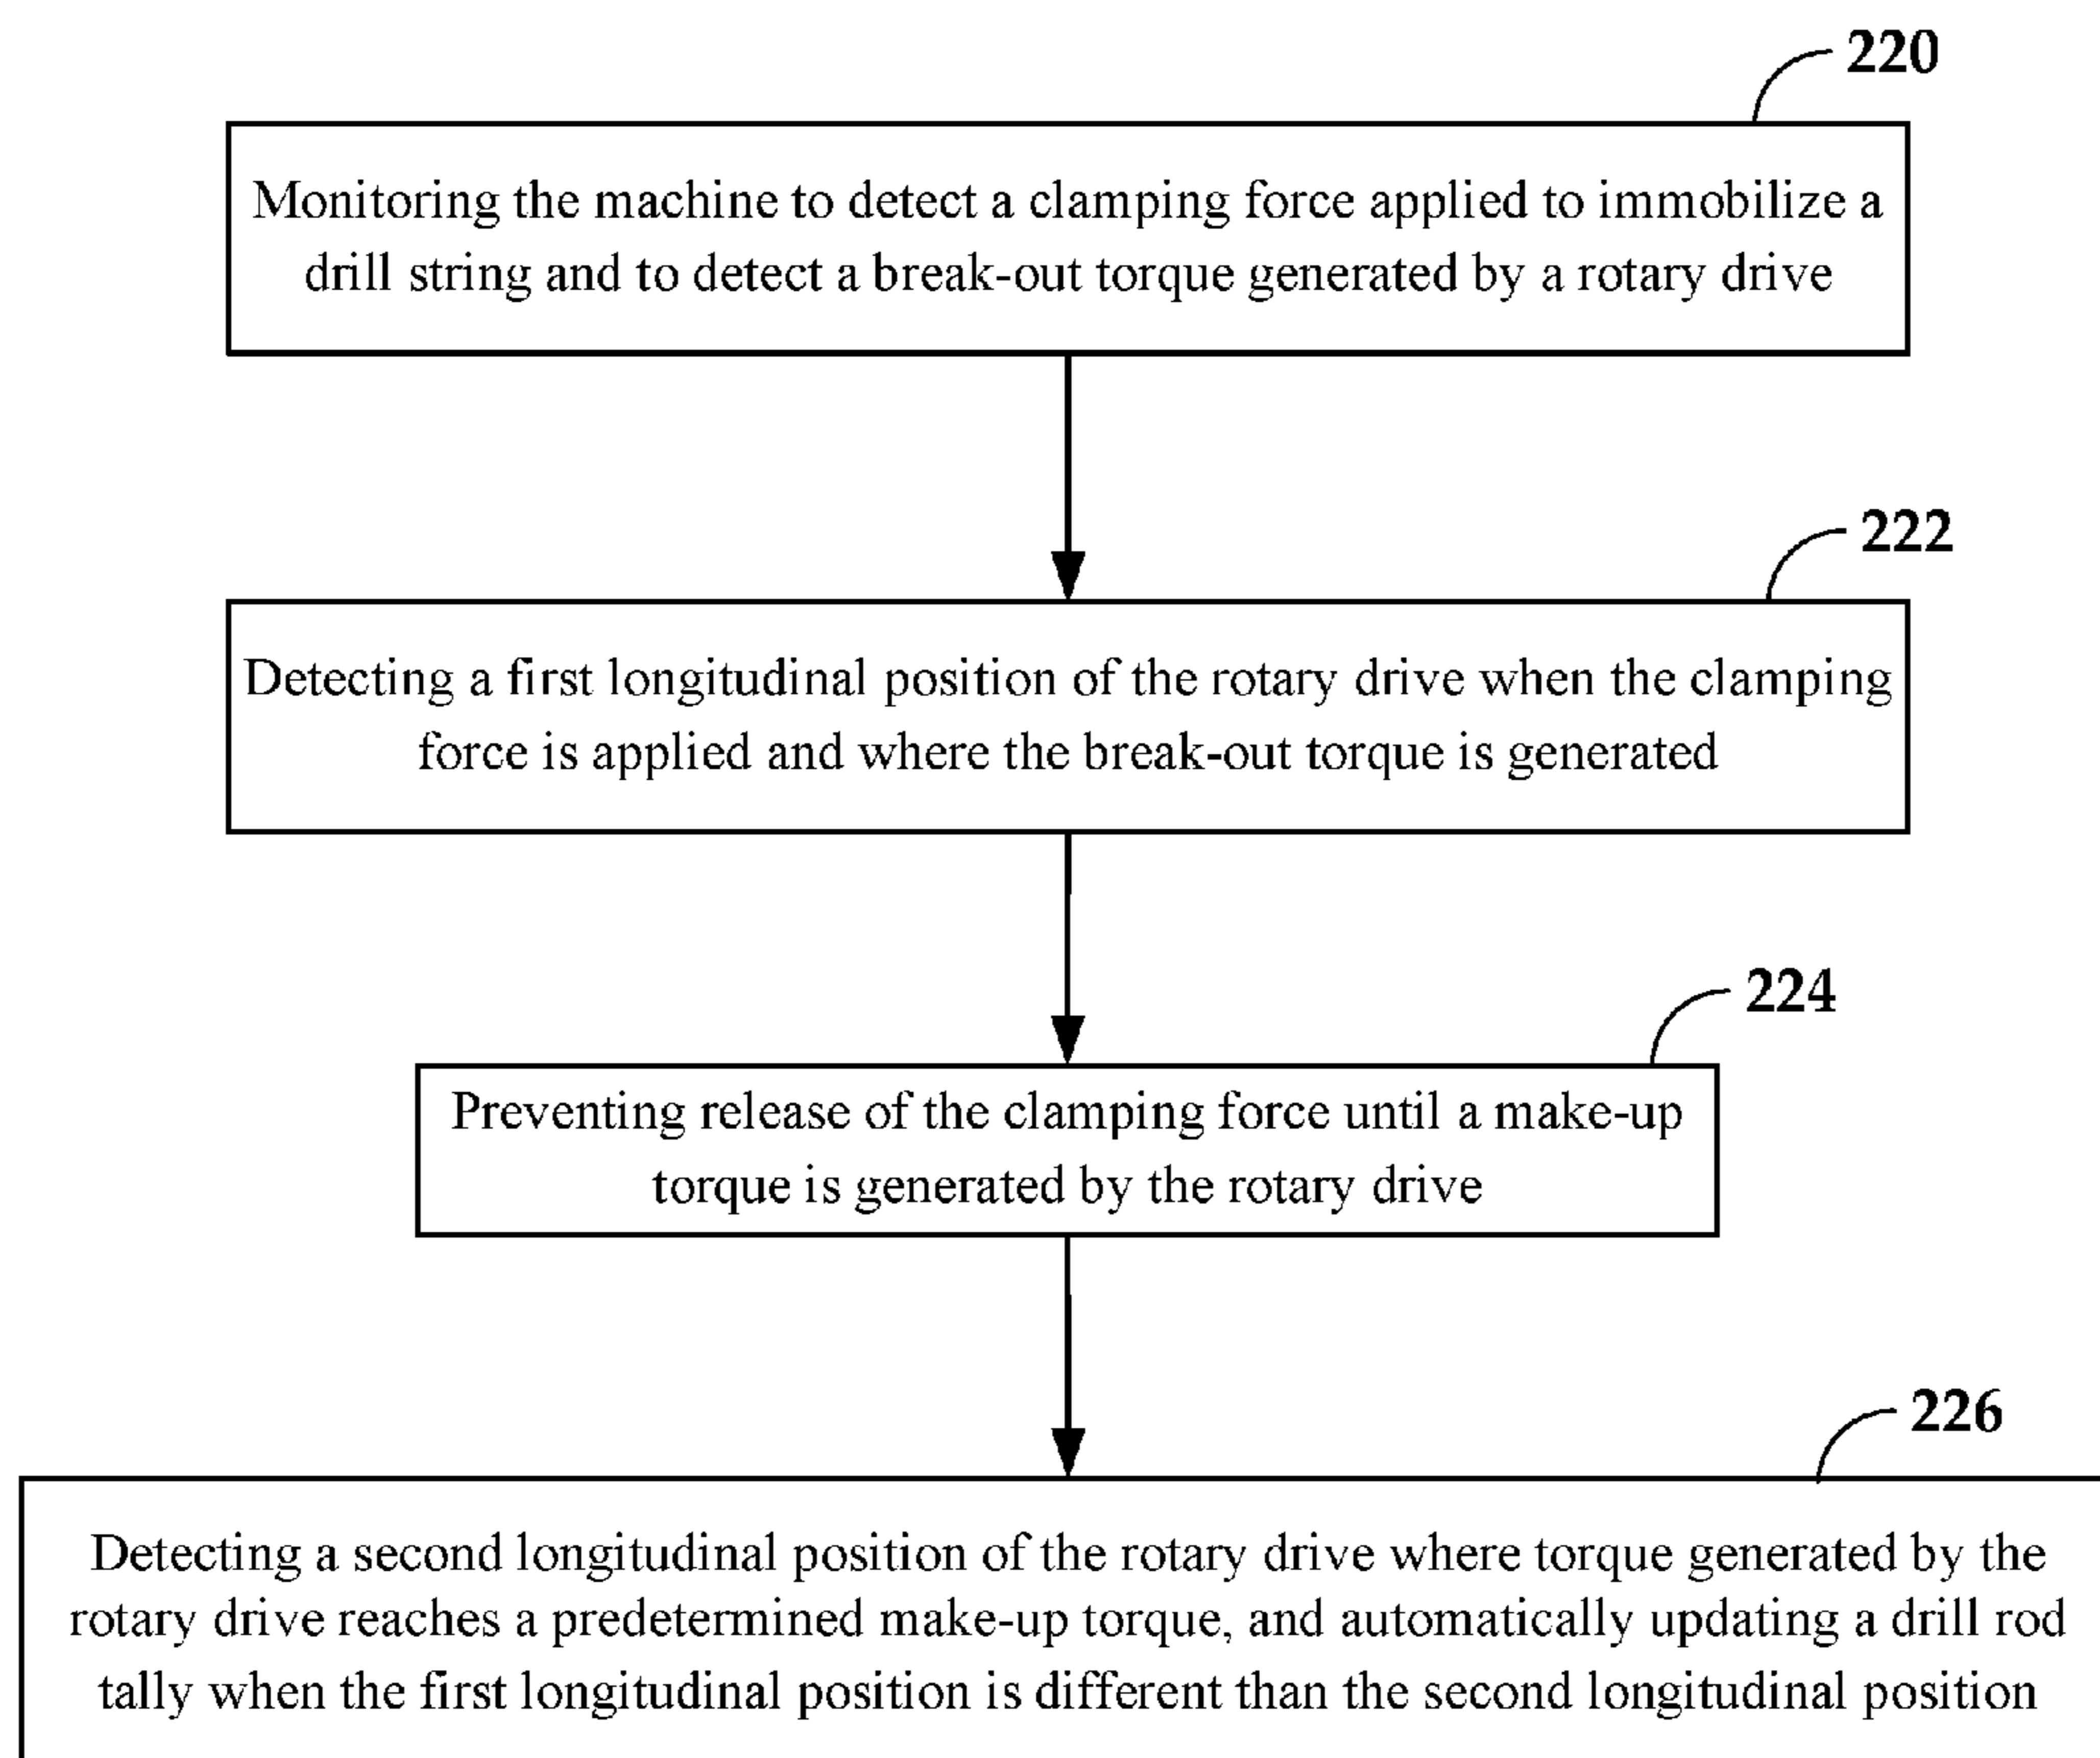 220
Monitoring the machine to detect a clamping force applied to immobilize a
drill string and to detect a break-out torque generated by a rotary drive
222
Detecting a first longitudinal position of the rotary drive when the clamping
force is applied and where the break-out torque is generated
224
Preventing release of the clamping force until a make-up
torque is generated by the rotary drive
226
Detecting a second longitudinal position of the rotary drive where torque generated by the
rotary drive reaches a predetermined make-up torque, and automatically updating a drill rod
tally when the first longitudinal position is different than the second longitudinal position